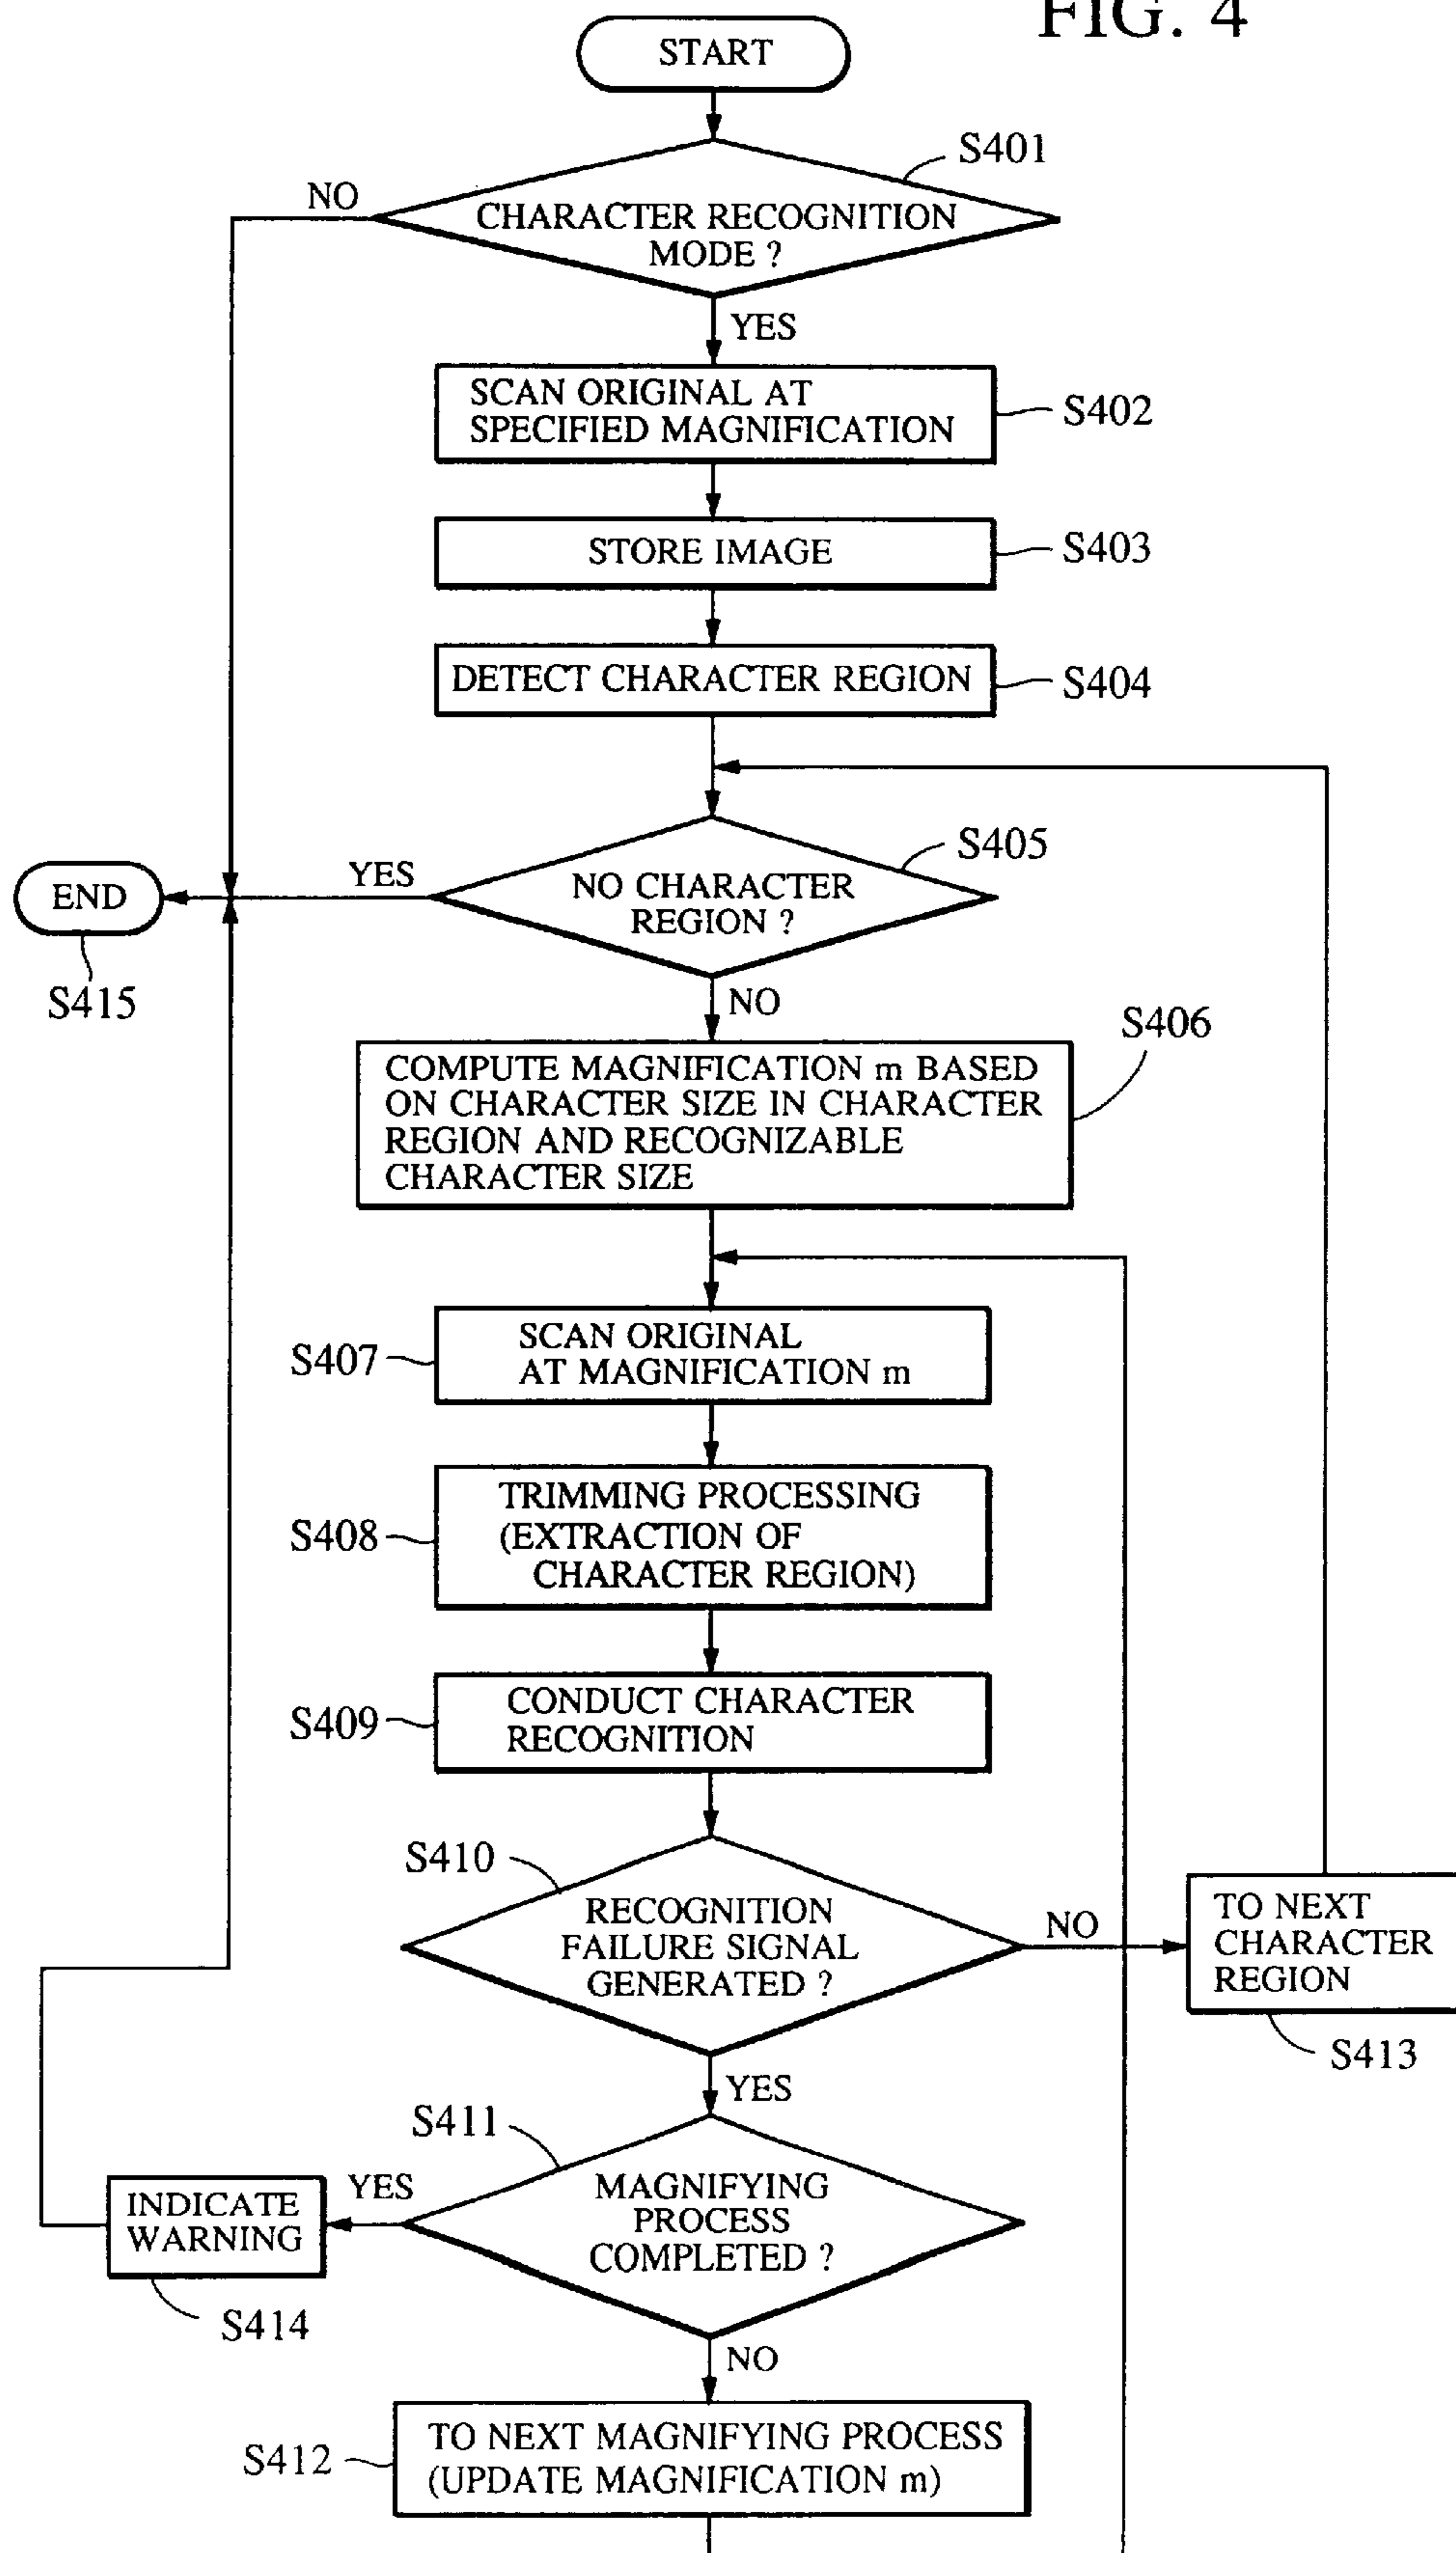 FIG. 4
START
S401
NO
CHARACTER RECOGNITION
MODE ?
YES
SCAN ORIGINAL AT
SPECIFIED MAGNIFICATION
S402
STORE IMAGE
S403
DETECT CHARACTER REGION
S404
S405
YES
END
NO CHARACTER
REGION ?
S415
NO
S406
COMPUTE MAGNIFICATION m BASED
ON CHARACTER SIZE IN CHARACTER
REGION AND RECOGNIZABLE
CHARACTER SIZE
S407
SCAN ORIGINAL
AT MAGNIFICATION m
S408
TRIMMING PROCESSING
(EXTRACTION OF
CHARACTER REGION)
S409
CONDUCT CHARACTER
RECOGNITION
S410
RECOGNITION
FAILURE SIGNAL
GENERATED ?
NO
TO NEXT
CHARACTER
REGION
S413
YES
S411
MAGNIFYING
PROCESS
COMPLETED ?
YES
INDICATE
WARNING
S414
NO
S412
TO NEXT MAGNIFYING PROCESS
(UPDATE MAGNIFICATION m)